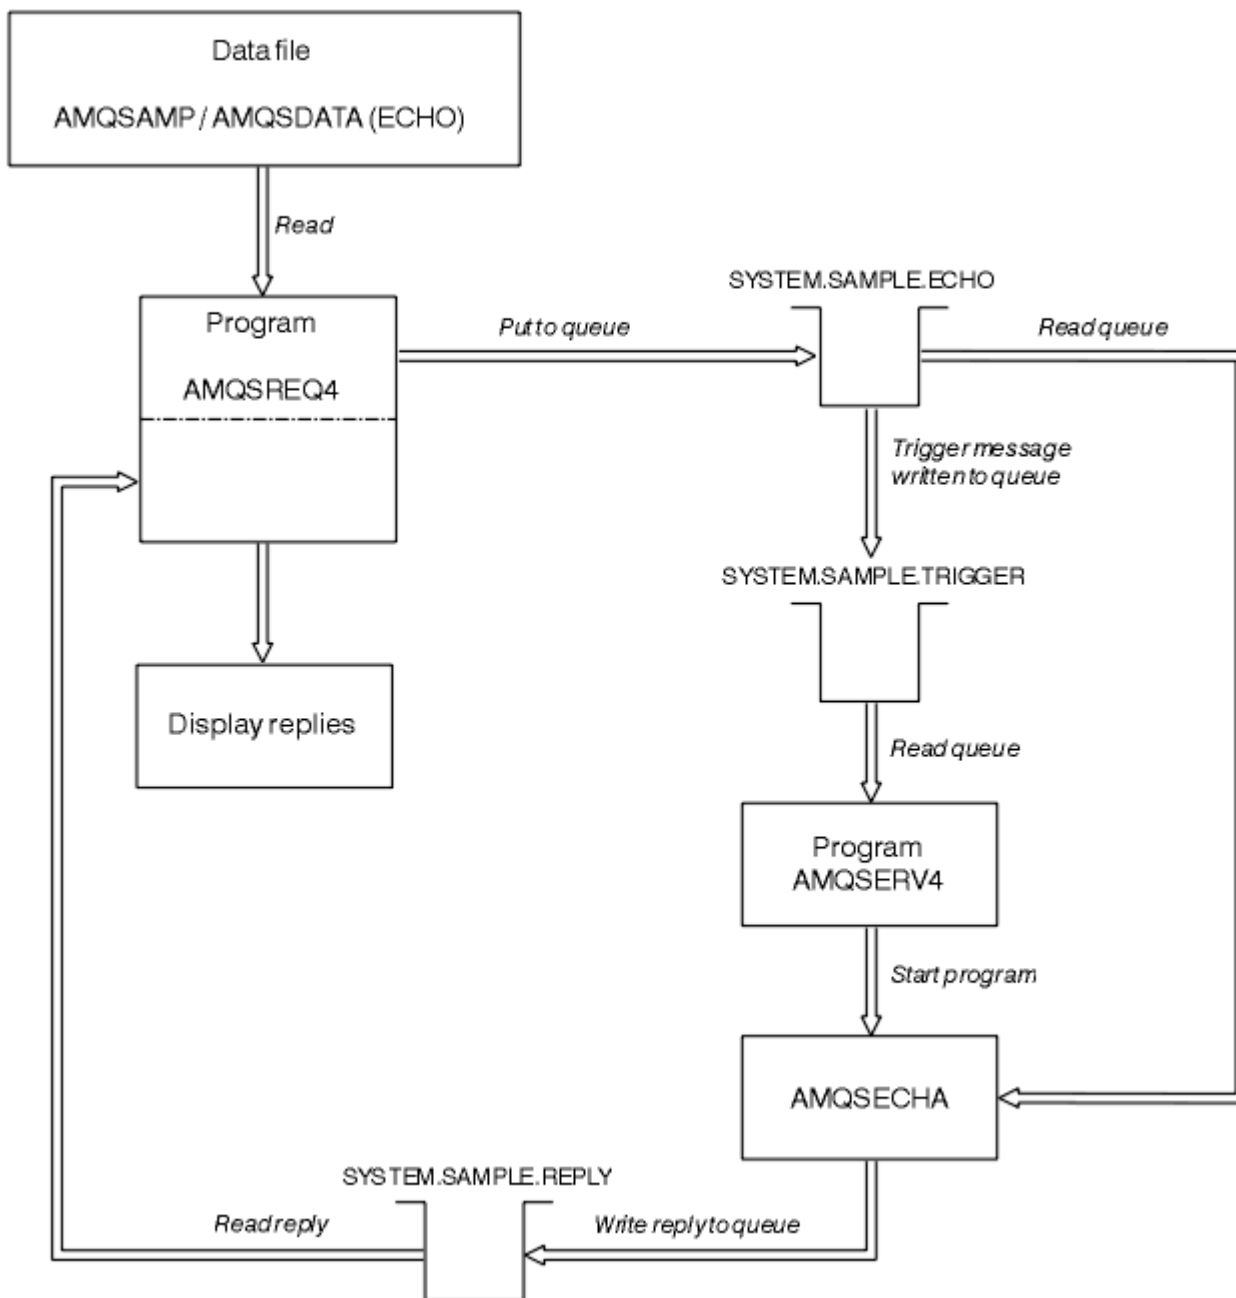 Data file
AMQSAMP / AMQSDATA (ECHO)
Read
SYSTEM.SAMPLE.ECHO
Program
Put to queue
Read queue
AMQSREQ4
Trigger message
written to queue
SYSTEM.SAMPLE.TRIGGER
Display replies
Read queue
Program
AMQSERV4
Start program
AMQSECHA
SYSTEM.SAMPLE.REPLY
Read reply
Write reply to queue